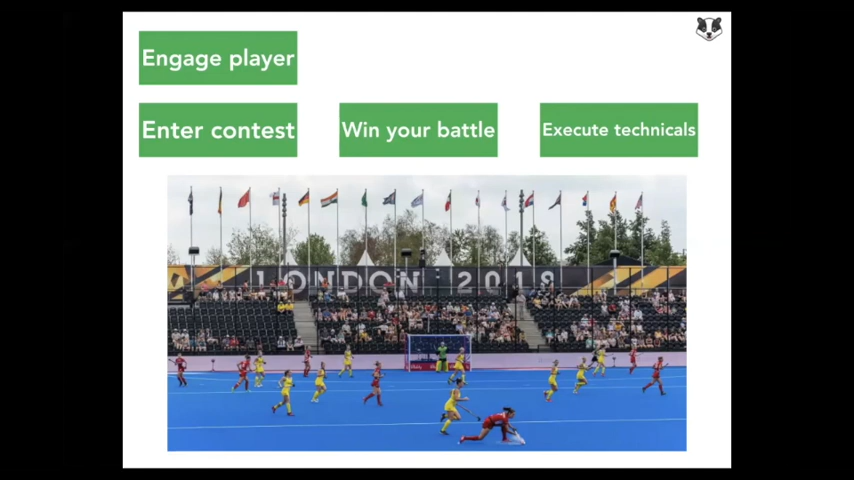 Engage player
Enter contest
Win your battle
Execute technicals
LONDON 2018